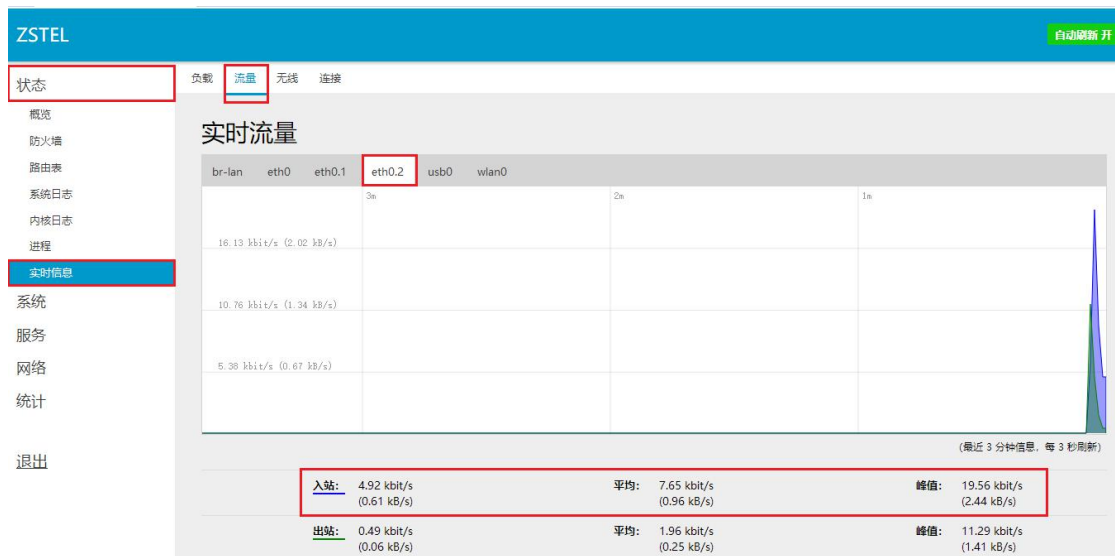 ZSTEL
自动刷新 开
状态
概览
防火墙
路由表
系统日志
内核日志
进程
实时信息
系统
服务
网络
统计
退出
负载 流量 无线 连接
实时流量
br-lan eth0 eth0.1 eth0.2 usb0 wlan0
3m 2m 1m
16.13 kbit/s (2.02 kB/s)
10.76 kbit/s (1.34 kB/s)
5.38 kbit/s (0.67 kB/s)
(最近 3 分钟信息，每 3 秒刷新)
入站: 4.92 kbit/s 平均: 7.65 kbit/s 峰值: 19.56 kbit/s
(0.61 kB/s) (0.96 kB/s) (2.44 kB/s)
出站: 0.49 kbit/s 平均: 1.96 kbit/s 峰值: 11.29 kbit/s
(0.06 kB/s) (0.25 kB/s) (1.41 kB/s)